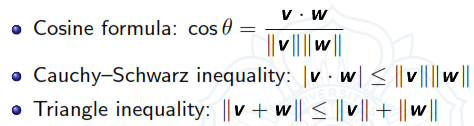 • Cosine formula: cos θ = v · w / ‖v‖‖w‖
• Cauchy–Schwarz inequality: |v · w| ≤ ‖v‖‖w‖
• Triangle inequality: ‖v + w‖ ≤ ‖v‖ + ‖w‖